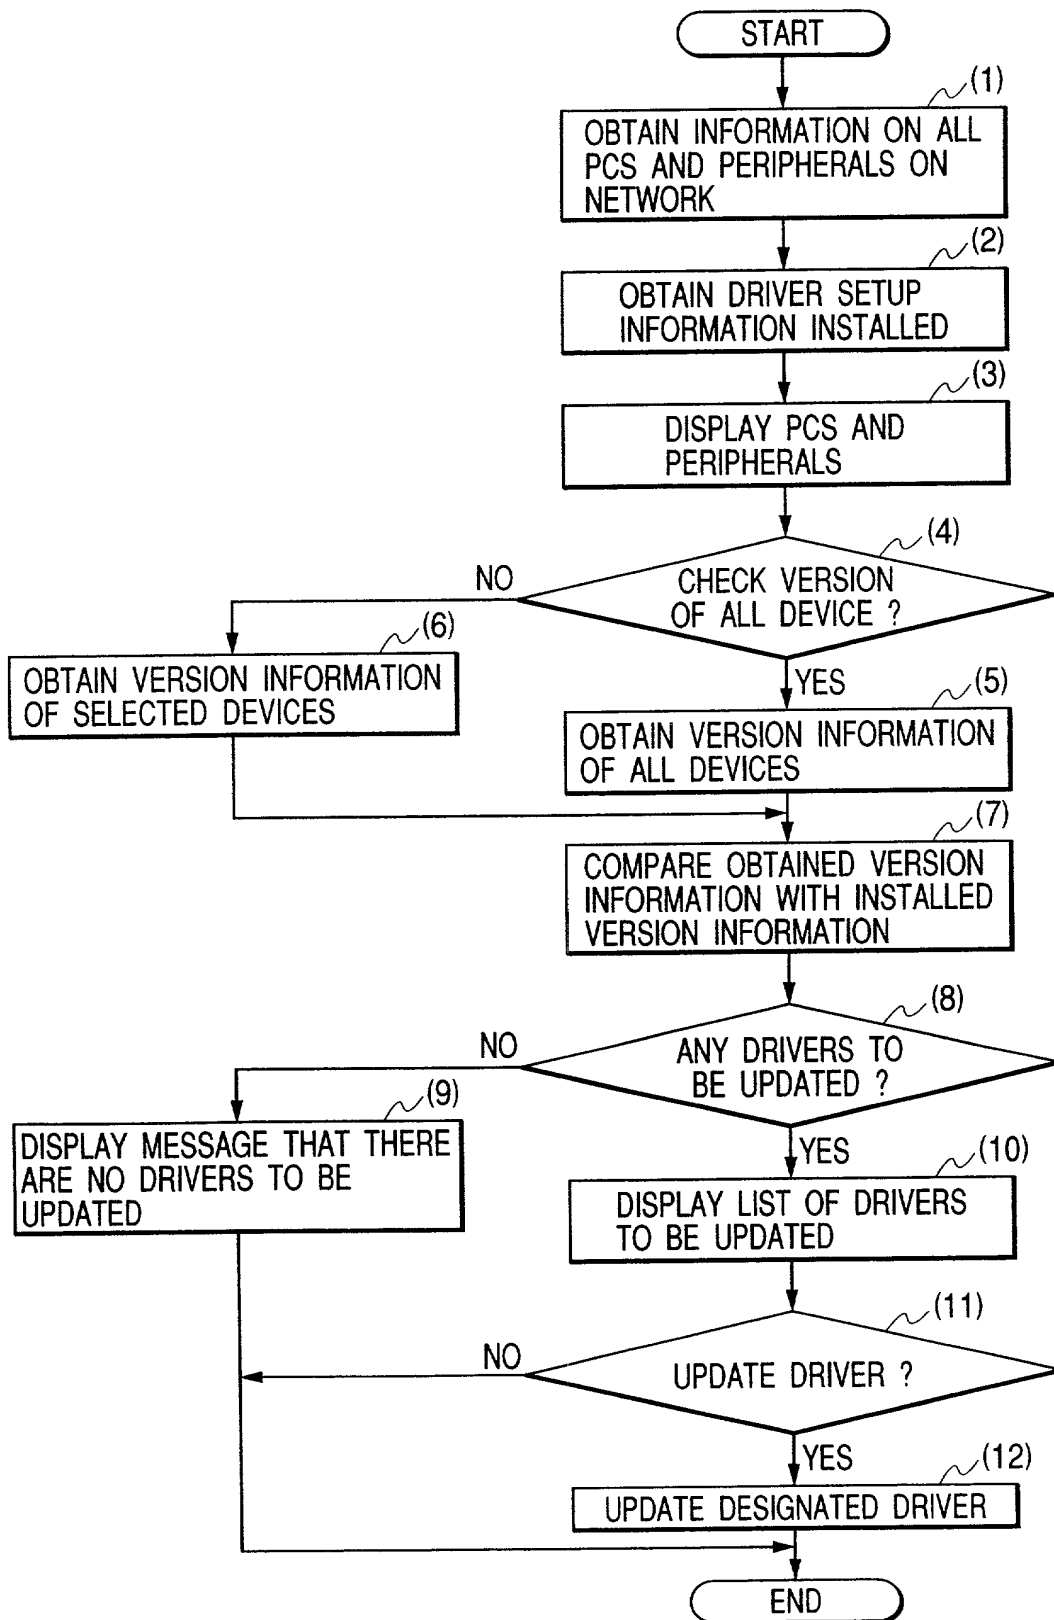 START
(1)
OBTAIN INFORMATION ON ALL
PCS AND PERIPHERALS ON
NETWORK
(2)
OBTAIN DRIVER SETUP
INFORMATION INSTALLED
(3)
DISPLAY PCS AND
PERIPHERALS
(4)
CHECK VERSION
OF ALL DEVICE ?
NO
YES
(6)
OBTAIN VERSION INFORMATION
OF SELECTED DEVICES
(5)
OBTAIN VERSION INFORMATION
OF ALL DEVICES
(7)
COMPARE OBTAINED VERSION
INFORMATION WITH INSTALLED
VERSION INFORMATION
(8)
ANY DRIVERS TO
BE UPDATED ?
NO
YES
(9)
DISPLAY MESSAGE THAT THERE
ARE NO DRIVERS TO BE
UPDATED
(10)
DISPLAY LIST OF DRIVERS
TO BE UPDATED
(11)
UPDATE DRIVER ?
NO
YES
(12)
UPDATE DESIGNATED DRIVER
END